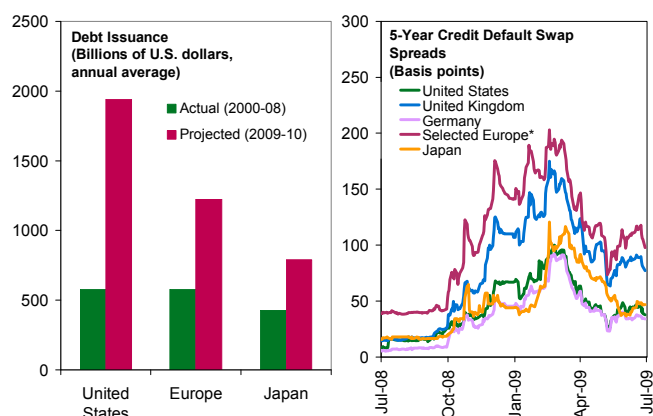 Debt Issuance
(Billions of U.S. dollars,
annual average)
2500
2000
1500
1000
500
0
Actual (2000-08)
Projected (2009-10)
United
States
Europe
Japan
5-Year Credit Default Swap
Spreads
(Basis points)
300
250
200
150
100
50
0
United States
United Kingdom
Germany
Selected Europe*
Japan
Jul-08
Oct-08
Jan-09
Apr-09
Jul-09